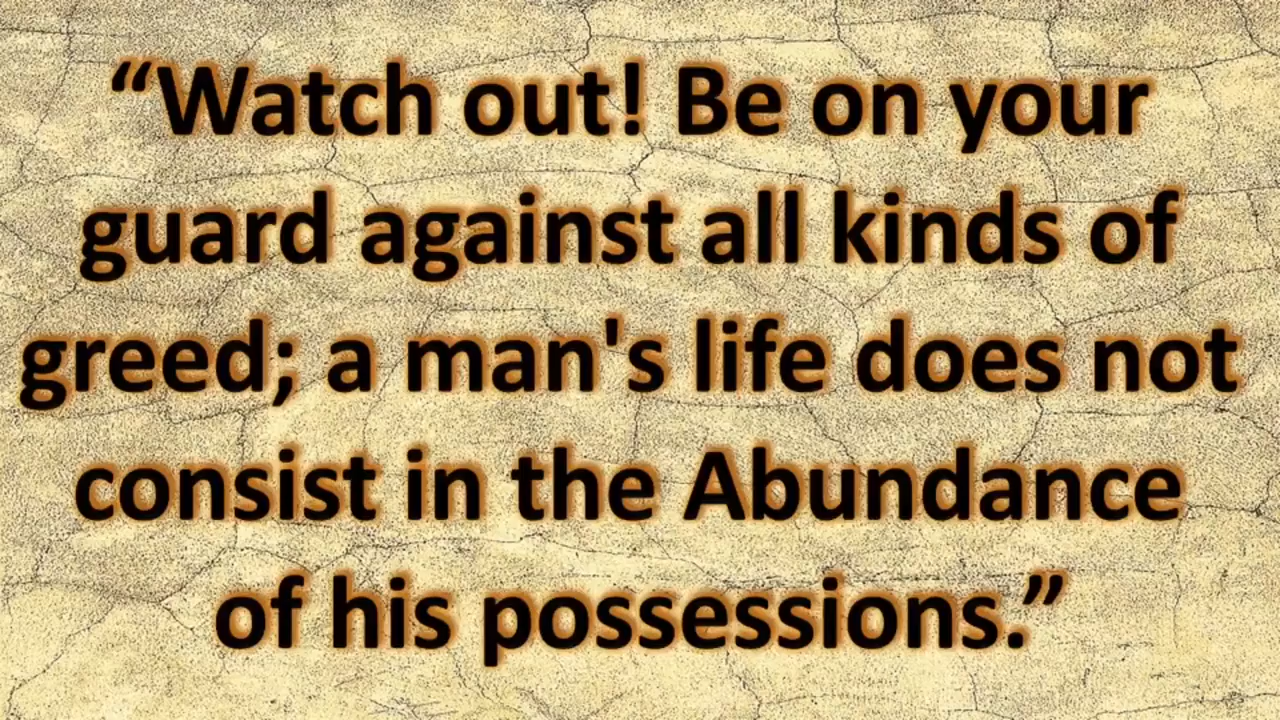 “Watch out! Be on your
guard against all kinds of
greed; a man's life does not
consist in the Abundance
of his possessions.”